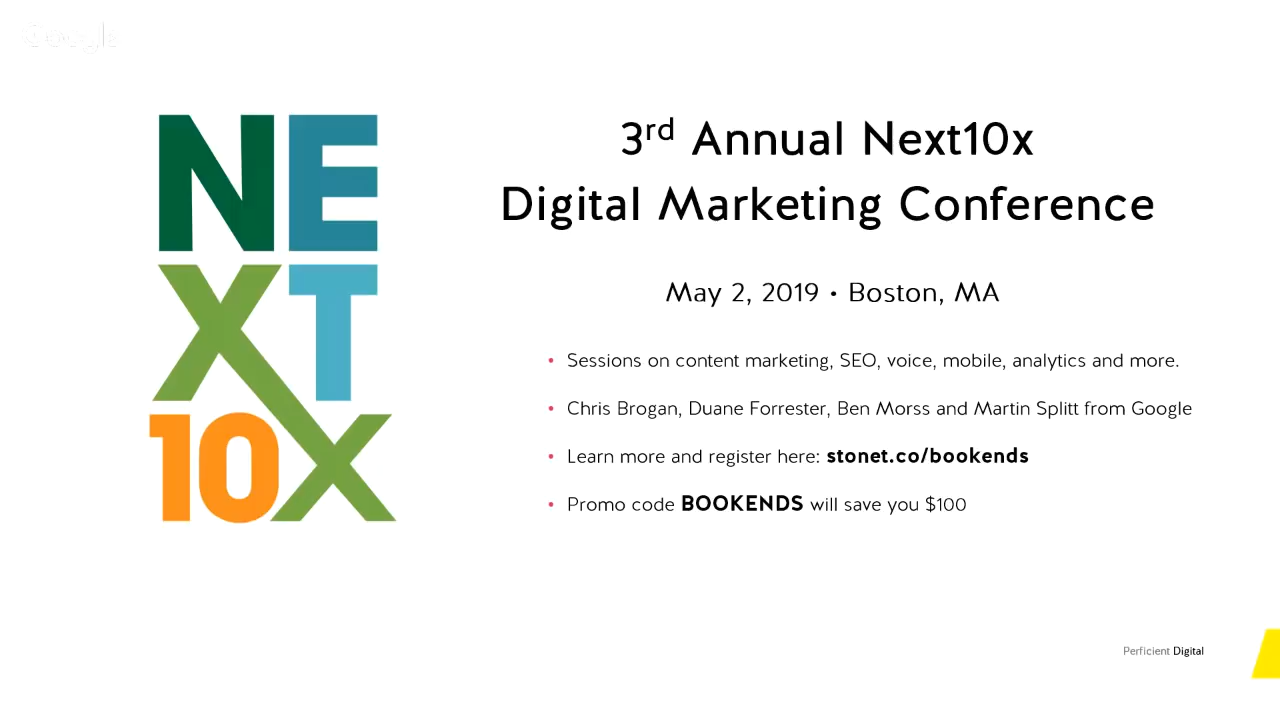 Google
NE
XT
10X
3rd Annual Next10x
Digital Marketing Conference
May 2, 2019 • Boston, MA
• Sessions on content marketing, SEO, voice, mobile, analytics and more.
• Chris Brogan, Duane Forrester, Ben Morss and Martin Splitt from Google
• Learn more and register here: stonet.co/bookends
• Promo code BOOKENDS will save you $100
Perficient Digital